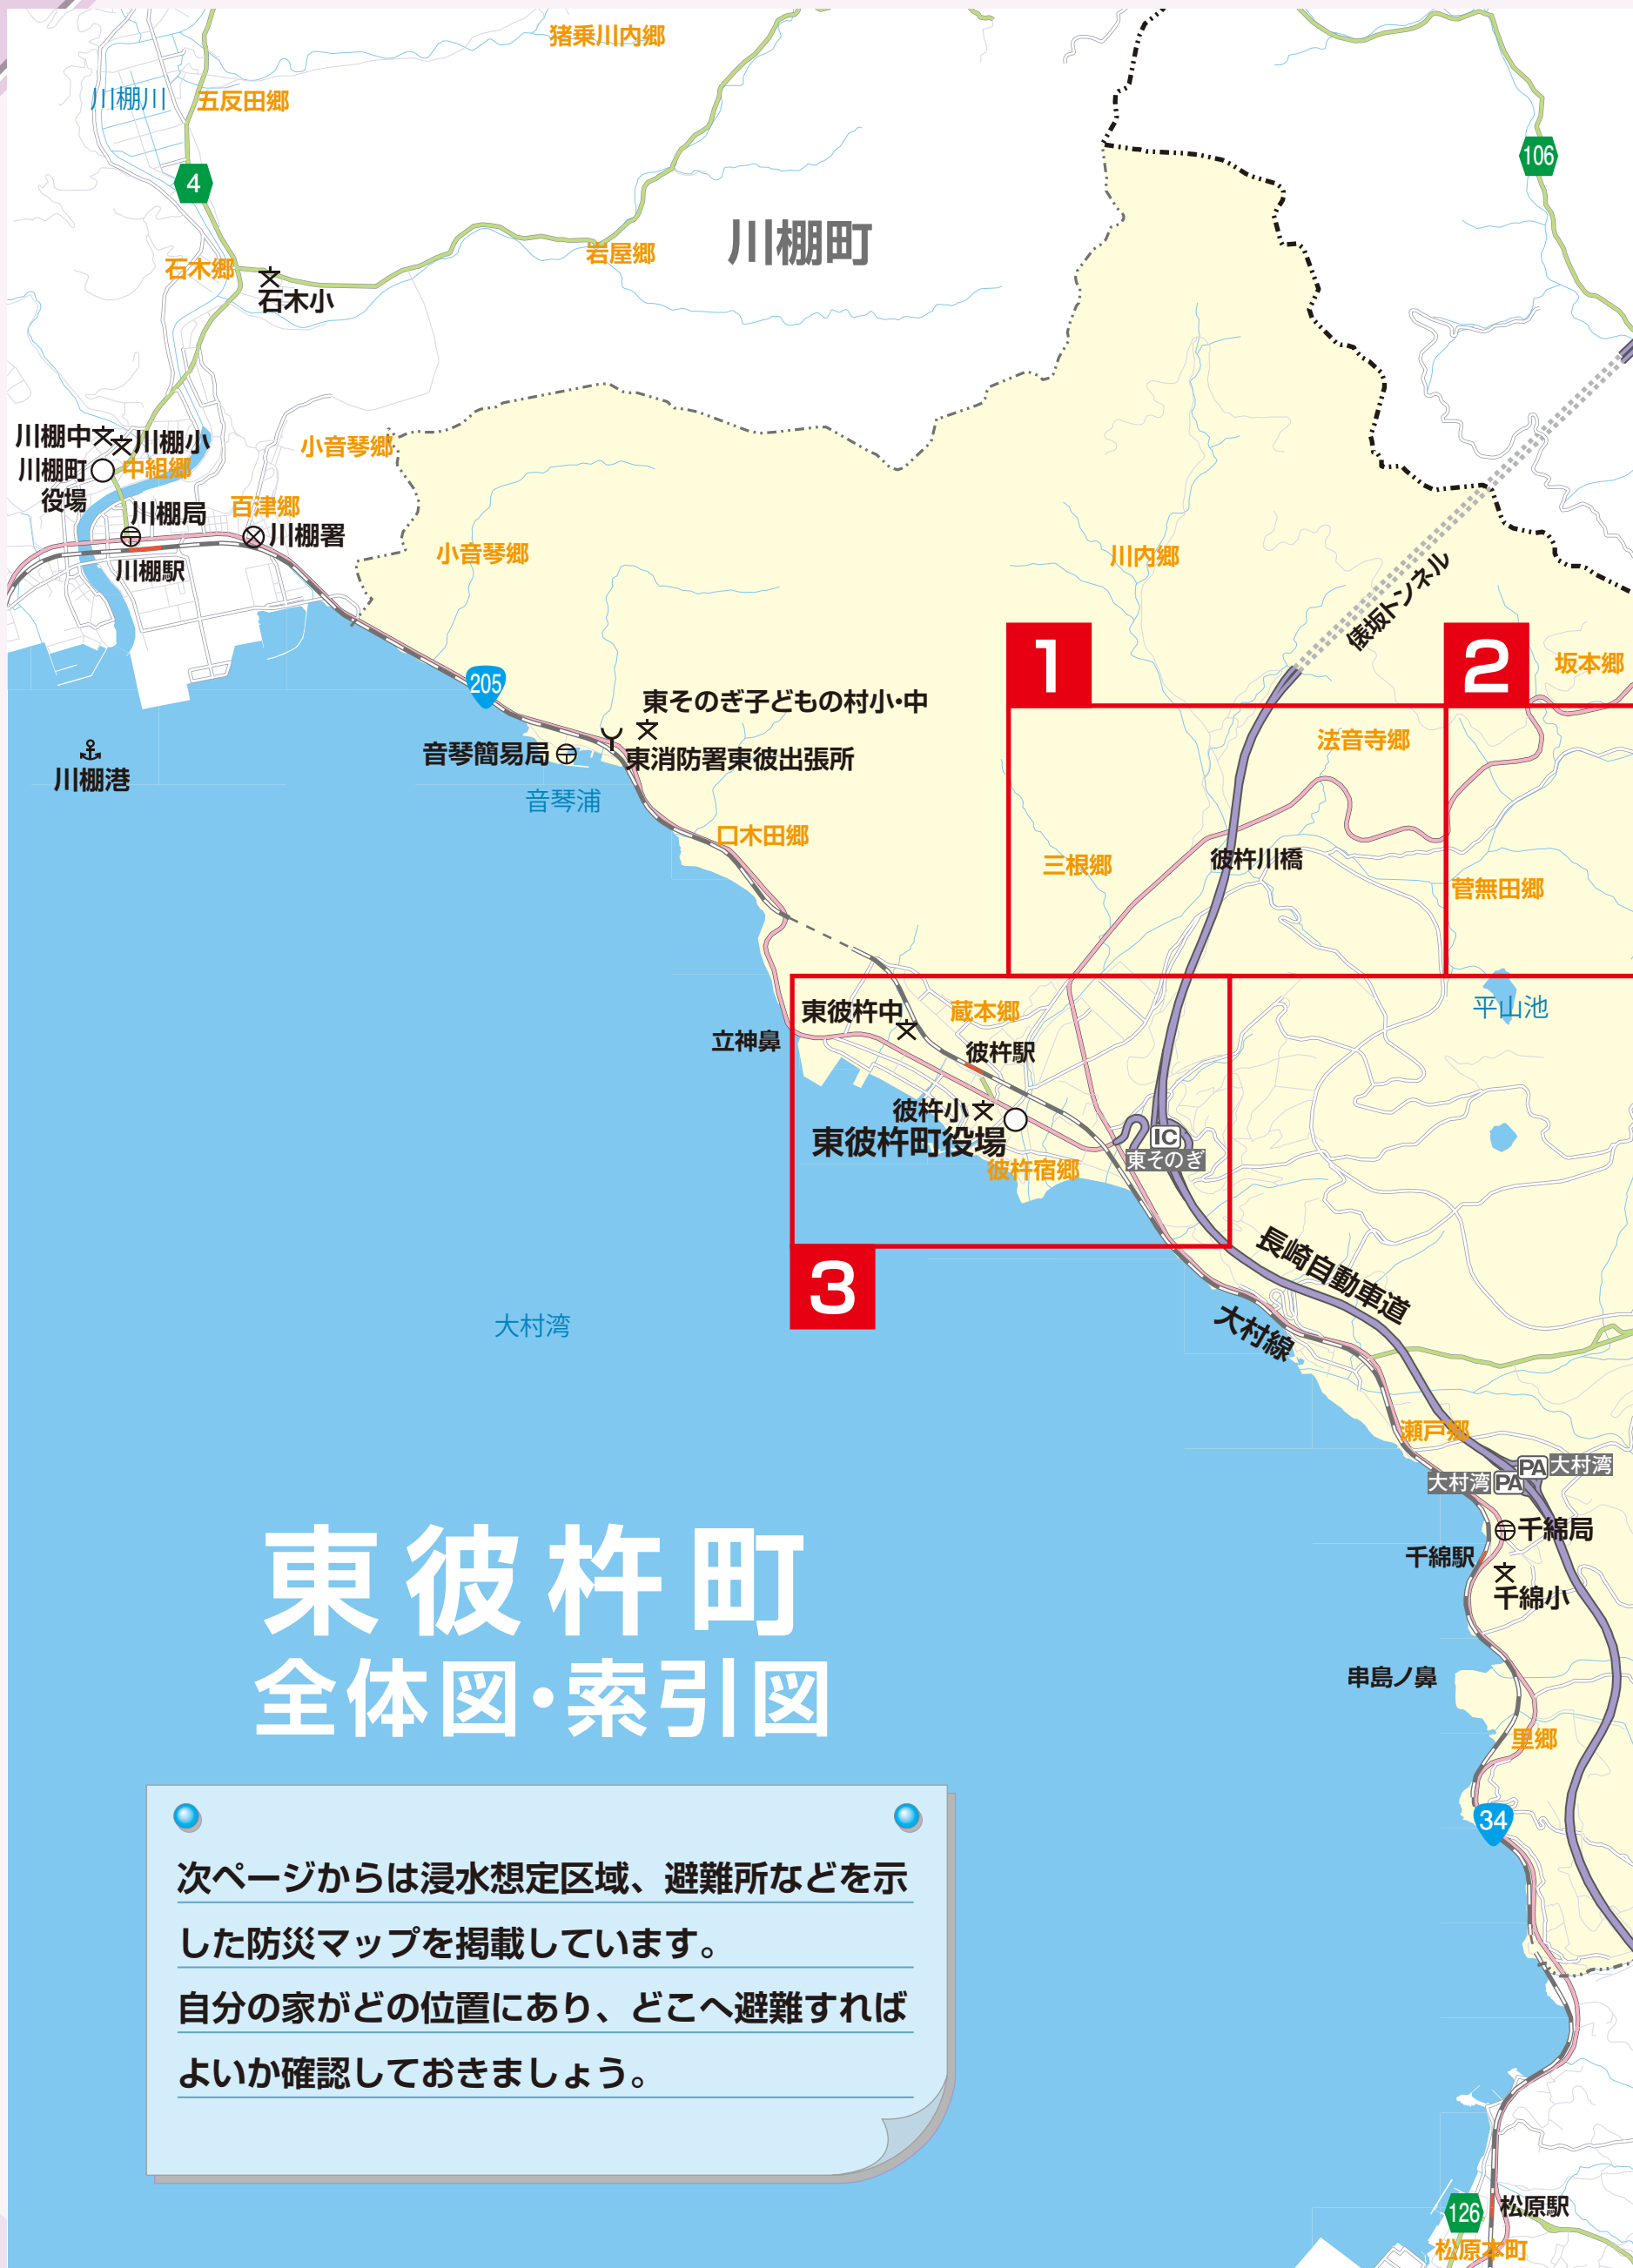 猪乗川内郷
川棚川
五反田郷
106
4
川棚町
岩屋郷
石木郷
石木小
川棚中
川棚小
小音琴郷
川棚町
役場
中組郷
百津郷
川棚局
川棚署
小音琴郷
川内郷
川棚駅
俵坂トンネル
1
2
坂本郷
205
東そのぎ子どもの村小・中
法音寺郷
音琴簡易局
東消防署東彼出張所
川棚港
音琴浦
口木田郷
彼杵川橋
三根郷
菅無田郷
平山池
東彼杵中
蔵本郷
立神鼻
彼杵駅
彼杵小
東彼杵町役場
IC
東そのぎ
彼杵宿郷
3
長崎自動車道
大村湾
大村線
瀬戸郷
PA
大村湾
大村湾
PA
千綿局
千綿駅
千綿小
東彼杵町
全体図・索引図
串島ノ鼻
里郷
34
次ページからは浸水想定区域、避難所などを示
した防災マップを掲載しています。
自分の家がどの位置にあり、どこへ避難すれば
よいか確認しておきましょう。
126
松原駅
松原本町